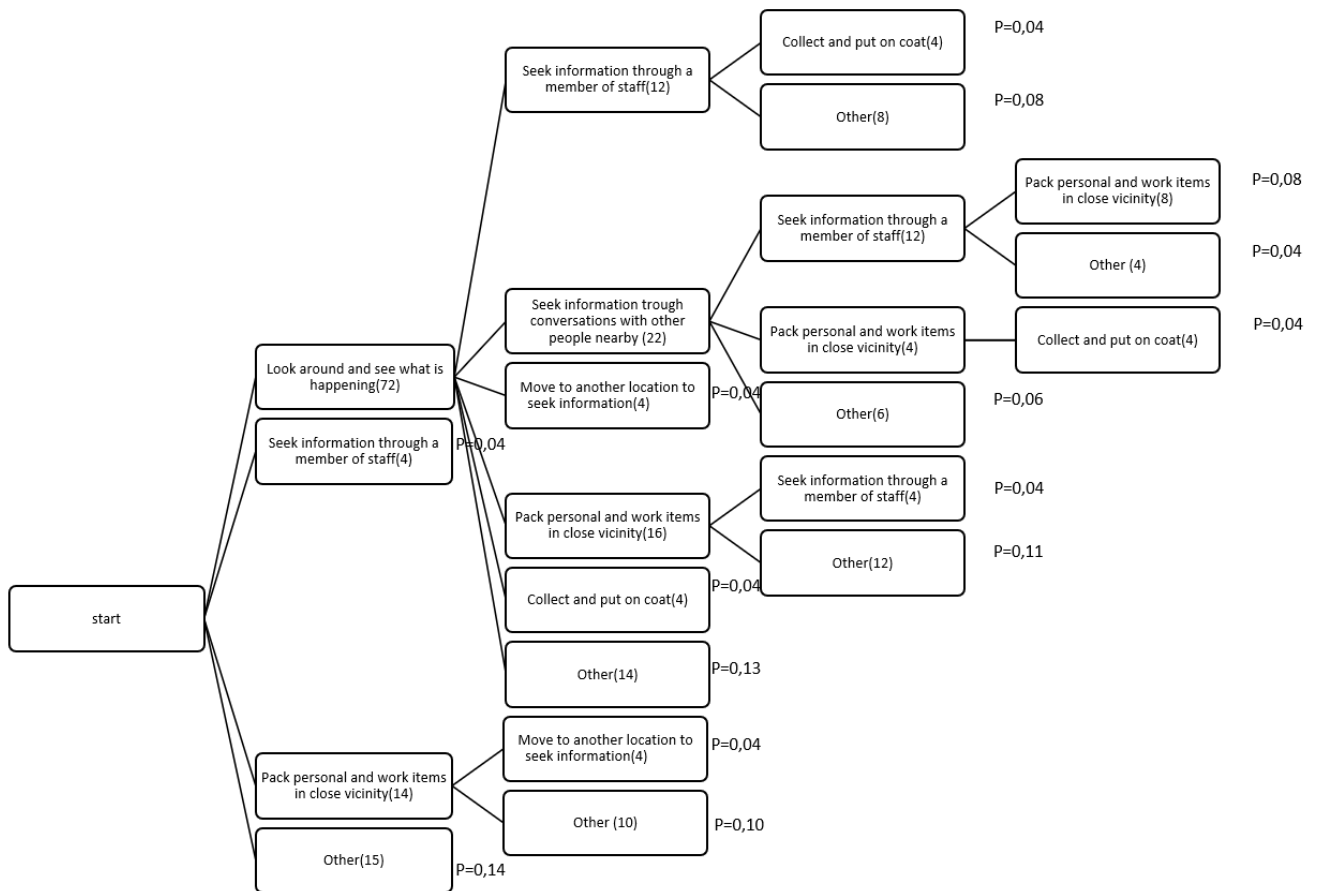 Collect and put on coat(4)
P=0,04
Seek information through a
member of staff(12)
Other(8)
P=0,08
Pack personal and work items
in close vicinity(8)
P=0,08
Seek information through a
member of staff(12)
Other (4)
P=0,04
Seek information trough
conversations with other
people nearby (22)
Pack personal and work items
in close vicinity(4)
Collect and put on coat(4)
P=0,04
Look around and see what is
happening(72)
Move to another location to
seek information(4)
P=0,04
Other(6)
P=0,06
Seek information through a
member of staff(4)
P=0,04
Seek information through a
member of staff(4)
P=0,04
Pack personal and work items
in close vicinity(16)
Other(12)
P=0,11
start
Collect and put on coat(4)
P=0,04
Other(14)
P=0,13
Move to another location to
seek information(4)
P=0,04
Pack personal and work items
in close vicinity(14)
Other (10)
P=0,10
Other(15)
P=0,14